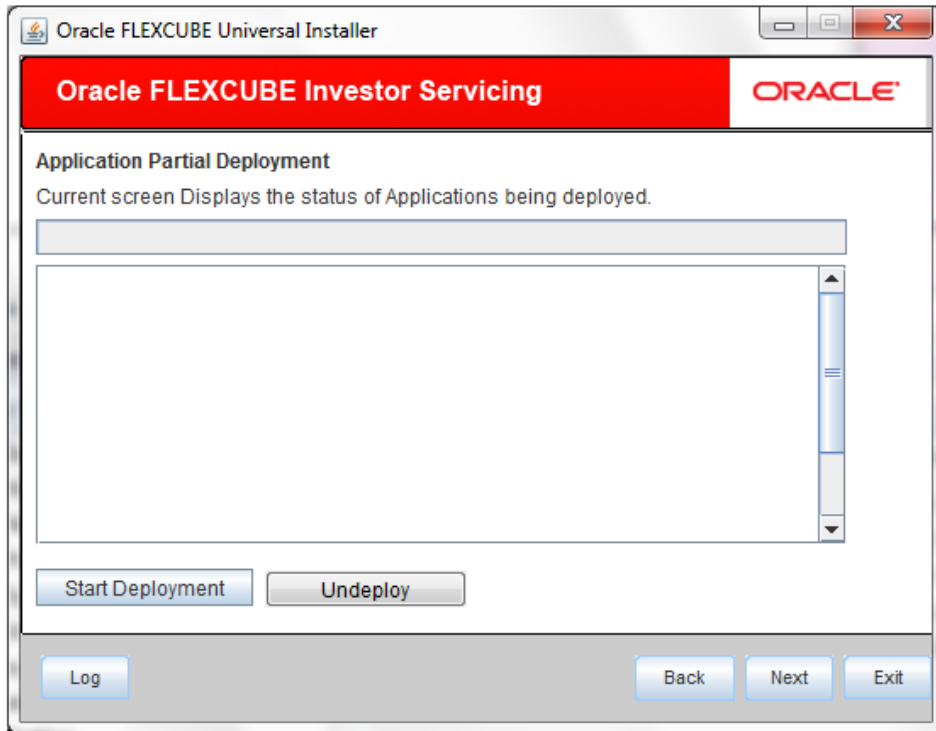 Oracle FLEXCUBE Universal Installer
Oracle FLEXCUBE Investor Servicing
ORACLE
Application Partial Deployment
Current screen Displays the status of Applications being deployed.
Start Deployment Undeploy
Log Back Next Exit